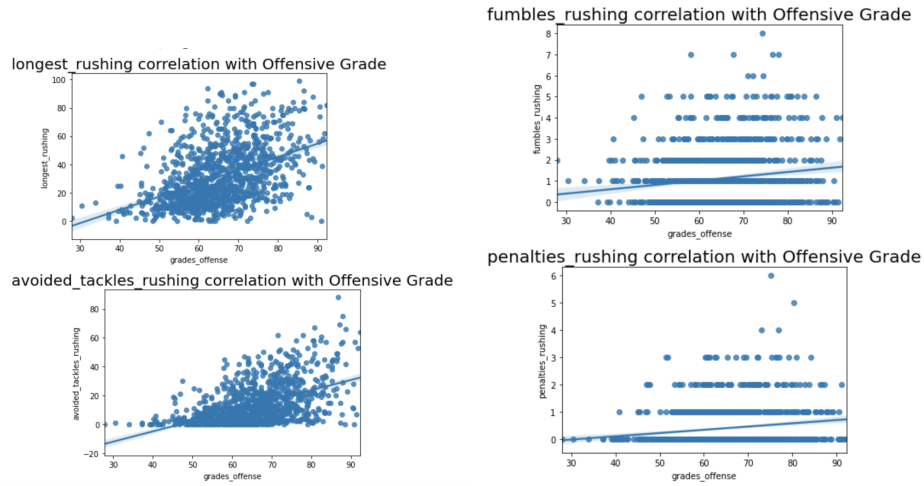 longest_rushing correlation with Offensive Grade
100
80
60
40
20
0
longest_rushing
30 40 50 60 70 80 90
grades_offense
avoided_tackles_rushing correlation with Offensive Grade
80
60
40
20
0
−20
avoided_tackles_rushing
30 40 50 60 70 80 90
grades_offense
fumbles_rushing correlation with Offensive Grade
8
7
6
5
4
3
2
1
0
fumbles_rushing
30 40 50 60 70 80 90
grades_offense
penalties_rushing correlation with Offensive Grade
6
5
4
3
2
1
0
penalties_rushing
30 40 50 60 70 80 90
grades_offense